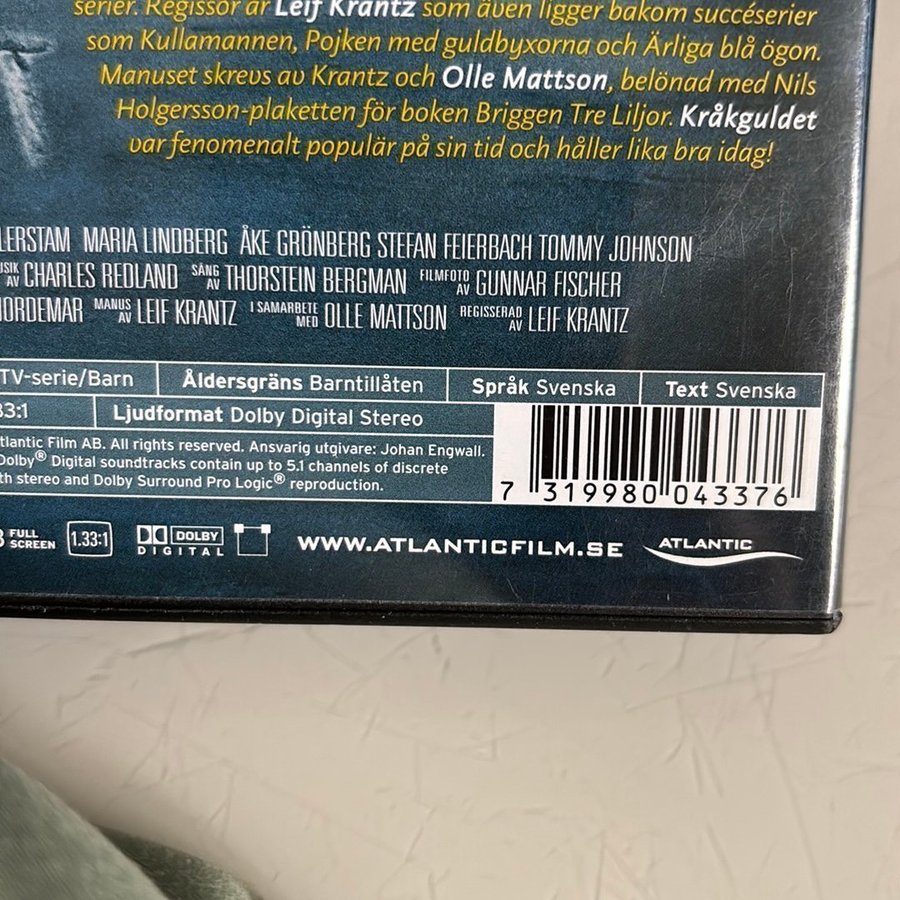 serier. Regissör är Leif Krantz som även ligger bakom succéserier
som Kullamannen, Pojken med guldbyxorna och Ärliga blå ögon.
Manuset skrevs av Krantz och Olle Mattson, belönad med Nils
Holgersson-plaketten för boken Briggen Tre Liljor. Kråkguldet
var fenomenalt populär på sin tid och håller lika bra idag!
LERSTAM MARIA LINDBERG ÅKE GRÖNBERG STEFAN FEIERBACH TOMMY JOHNSON
USIK AV CHARLES REDLAND SÅNG AV THORSTEIN BERGMAN FILMFOTO AV GUNNAR FISCHER
NORDEMAR MANUS AV LEIF KRANTZ I SAMARBETE MED OLLE MATTSON REGISSERAD AV LEIF KRANTZ
TV-serie/Barn Åldersgräns Barntillåten Språk Svenska Text Svenska
33:1 Ljudformat Dolby Digital Stereo
tlantic Film AB. All rights reserved. Ansvarig utgivare: Johan Engwall.
Dolby® Digital soundtracks contain up to 5.1 channels of discrete
th stereo and Dolby Surround Pro Logic® reproduction.
7 319980 043376
FULL SCREEN 1.33:1 DOLBY DIGITAL WWW.ATLANTICFILM.SE ATLANTIC